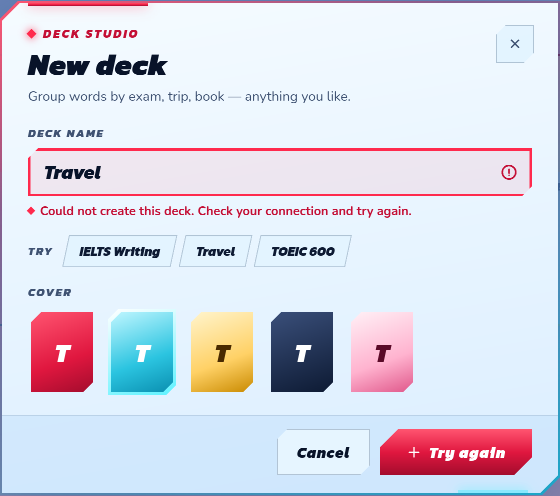 DECK STUDIO
New deck
Group words by exam, trip, book — anything you like.
DECK NAME
Travel
Could not create this deck. Check your connection and try again.
TRY IELTS Writing Travel TOEIC 600
COVER
T T T T T
Cancel + Try again